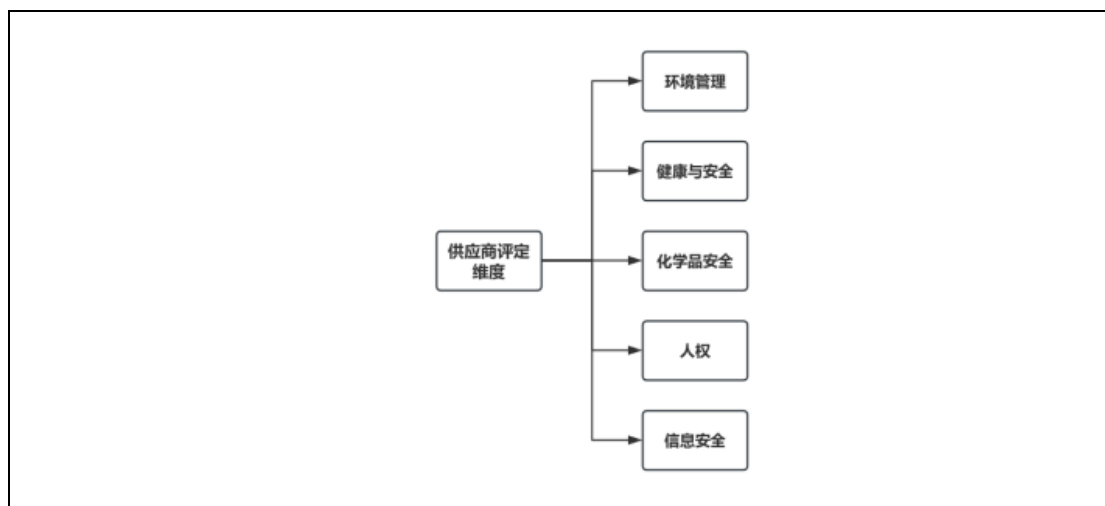 环境管理
健康与安全
供应商评定
维度
化学品安全
人权
信息安全